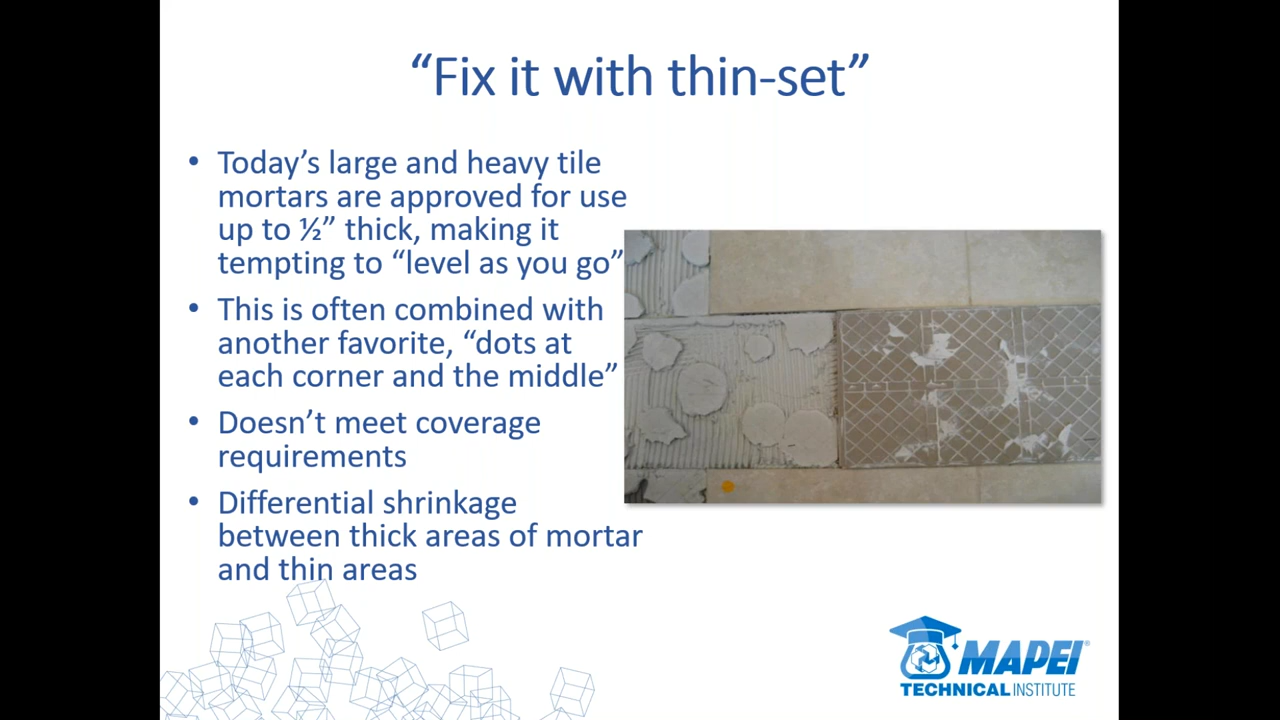 “Fix it with thin-set”
• Today’s large and heavy tile
mortars are approved for use
up to ½” thick, making it
tempting to “level as you go”
• This is often combined with
another favorite, “dots at
each corner and the middle”
• Doesn’t meet coverage
requirements
• Differential shrinkage
between thick areas of mortar
and thin areas
MAPEI®
TECHNICAL INSTITUTE